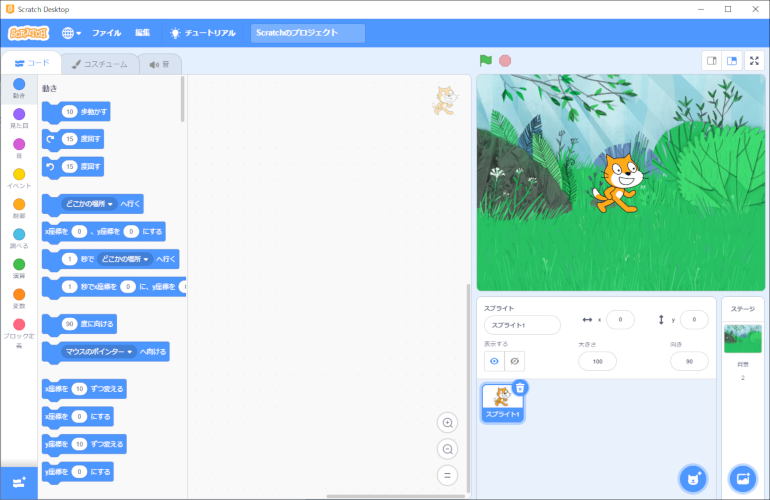 Scratch Desktop
SCRATCH ファイル 編集 チュートリアル Scratchのプロジェクト
コード コスチューム 音
動き
見た目
音
イベント
制御
調べる
演算
変数
ブロック定義
動き
10 歩動かす
15 度回す
15 度回す
どこかの場所 へ行く
x座標を 0 、y座標を 0 にする
1 秒で どこかの場所 へ行く
1 秒でx座標を 0 に、y座標を
90 度に向ける
マウスのポインター へ向ける
x座標を 10 ずつ変える
x座標を 0 にする
y座標を 10 ずつ変える
y座標を 0 にする
スプライト
スプライト1
x 0 y 0
表示する 大きさ 向き
100 90
スプライト1
ステージ
背景
2